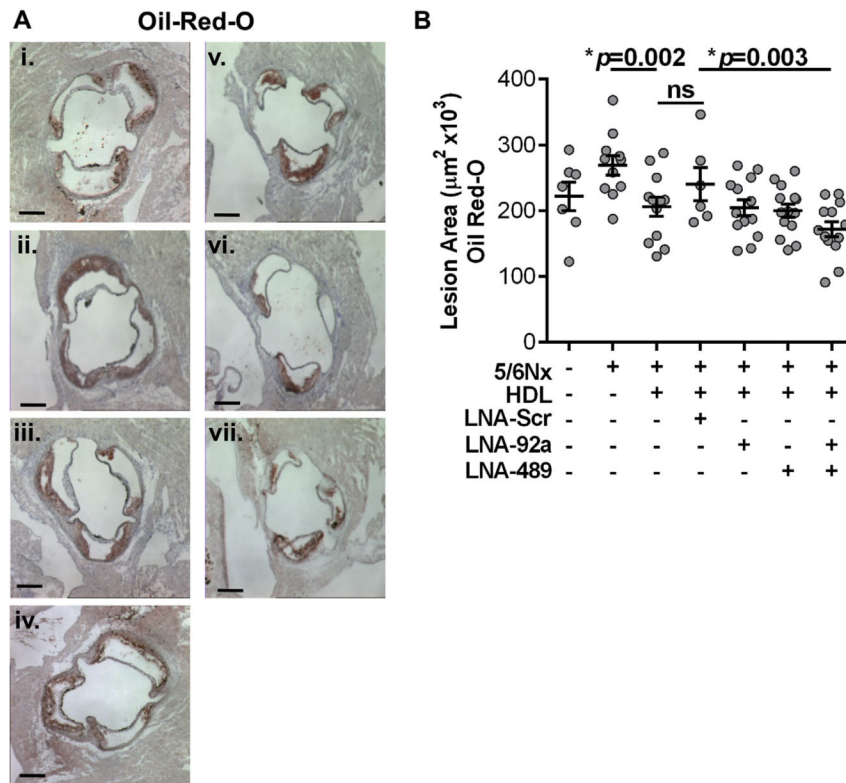 A
Oil-Red-O
i.
ii.
iii.
iv.
v.
vi.
vii.
B
*p=0.002
*p=0.003
ns
Lesion Area (μm² x10³)
Oil Red-O
400
300
200
100
0
5/6Nx - + + + + + +
HDL - - + + + + +
LNA-Scr - - - + - - -
LNA-92a - - - - + - +
LNA-489 - - - - - + +